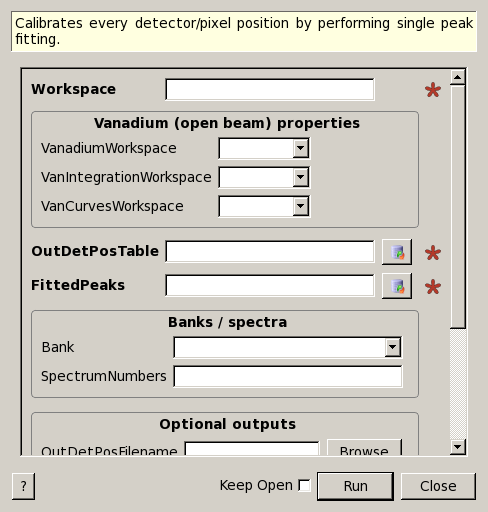 Calibrates every detector/pixel position by performing single peak
fitting.
Workspace
Vanadium (open beam) properties
VanadiumWorkspace
VanIntegrationWorkspace
VanCurvesWorkspace
OutDetPosTable
FittedPeaks
Banks / spectra
Bank
SpectrumNumbers
Optional outputs
OutDetPosFilename Browse
? Keep Open Run Close